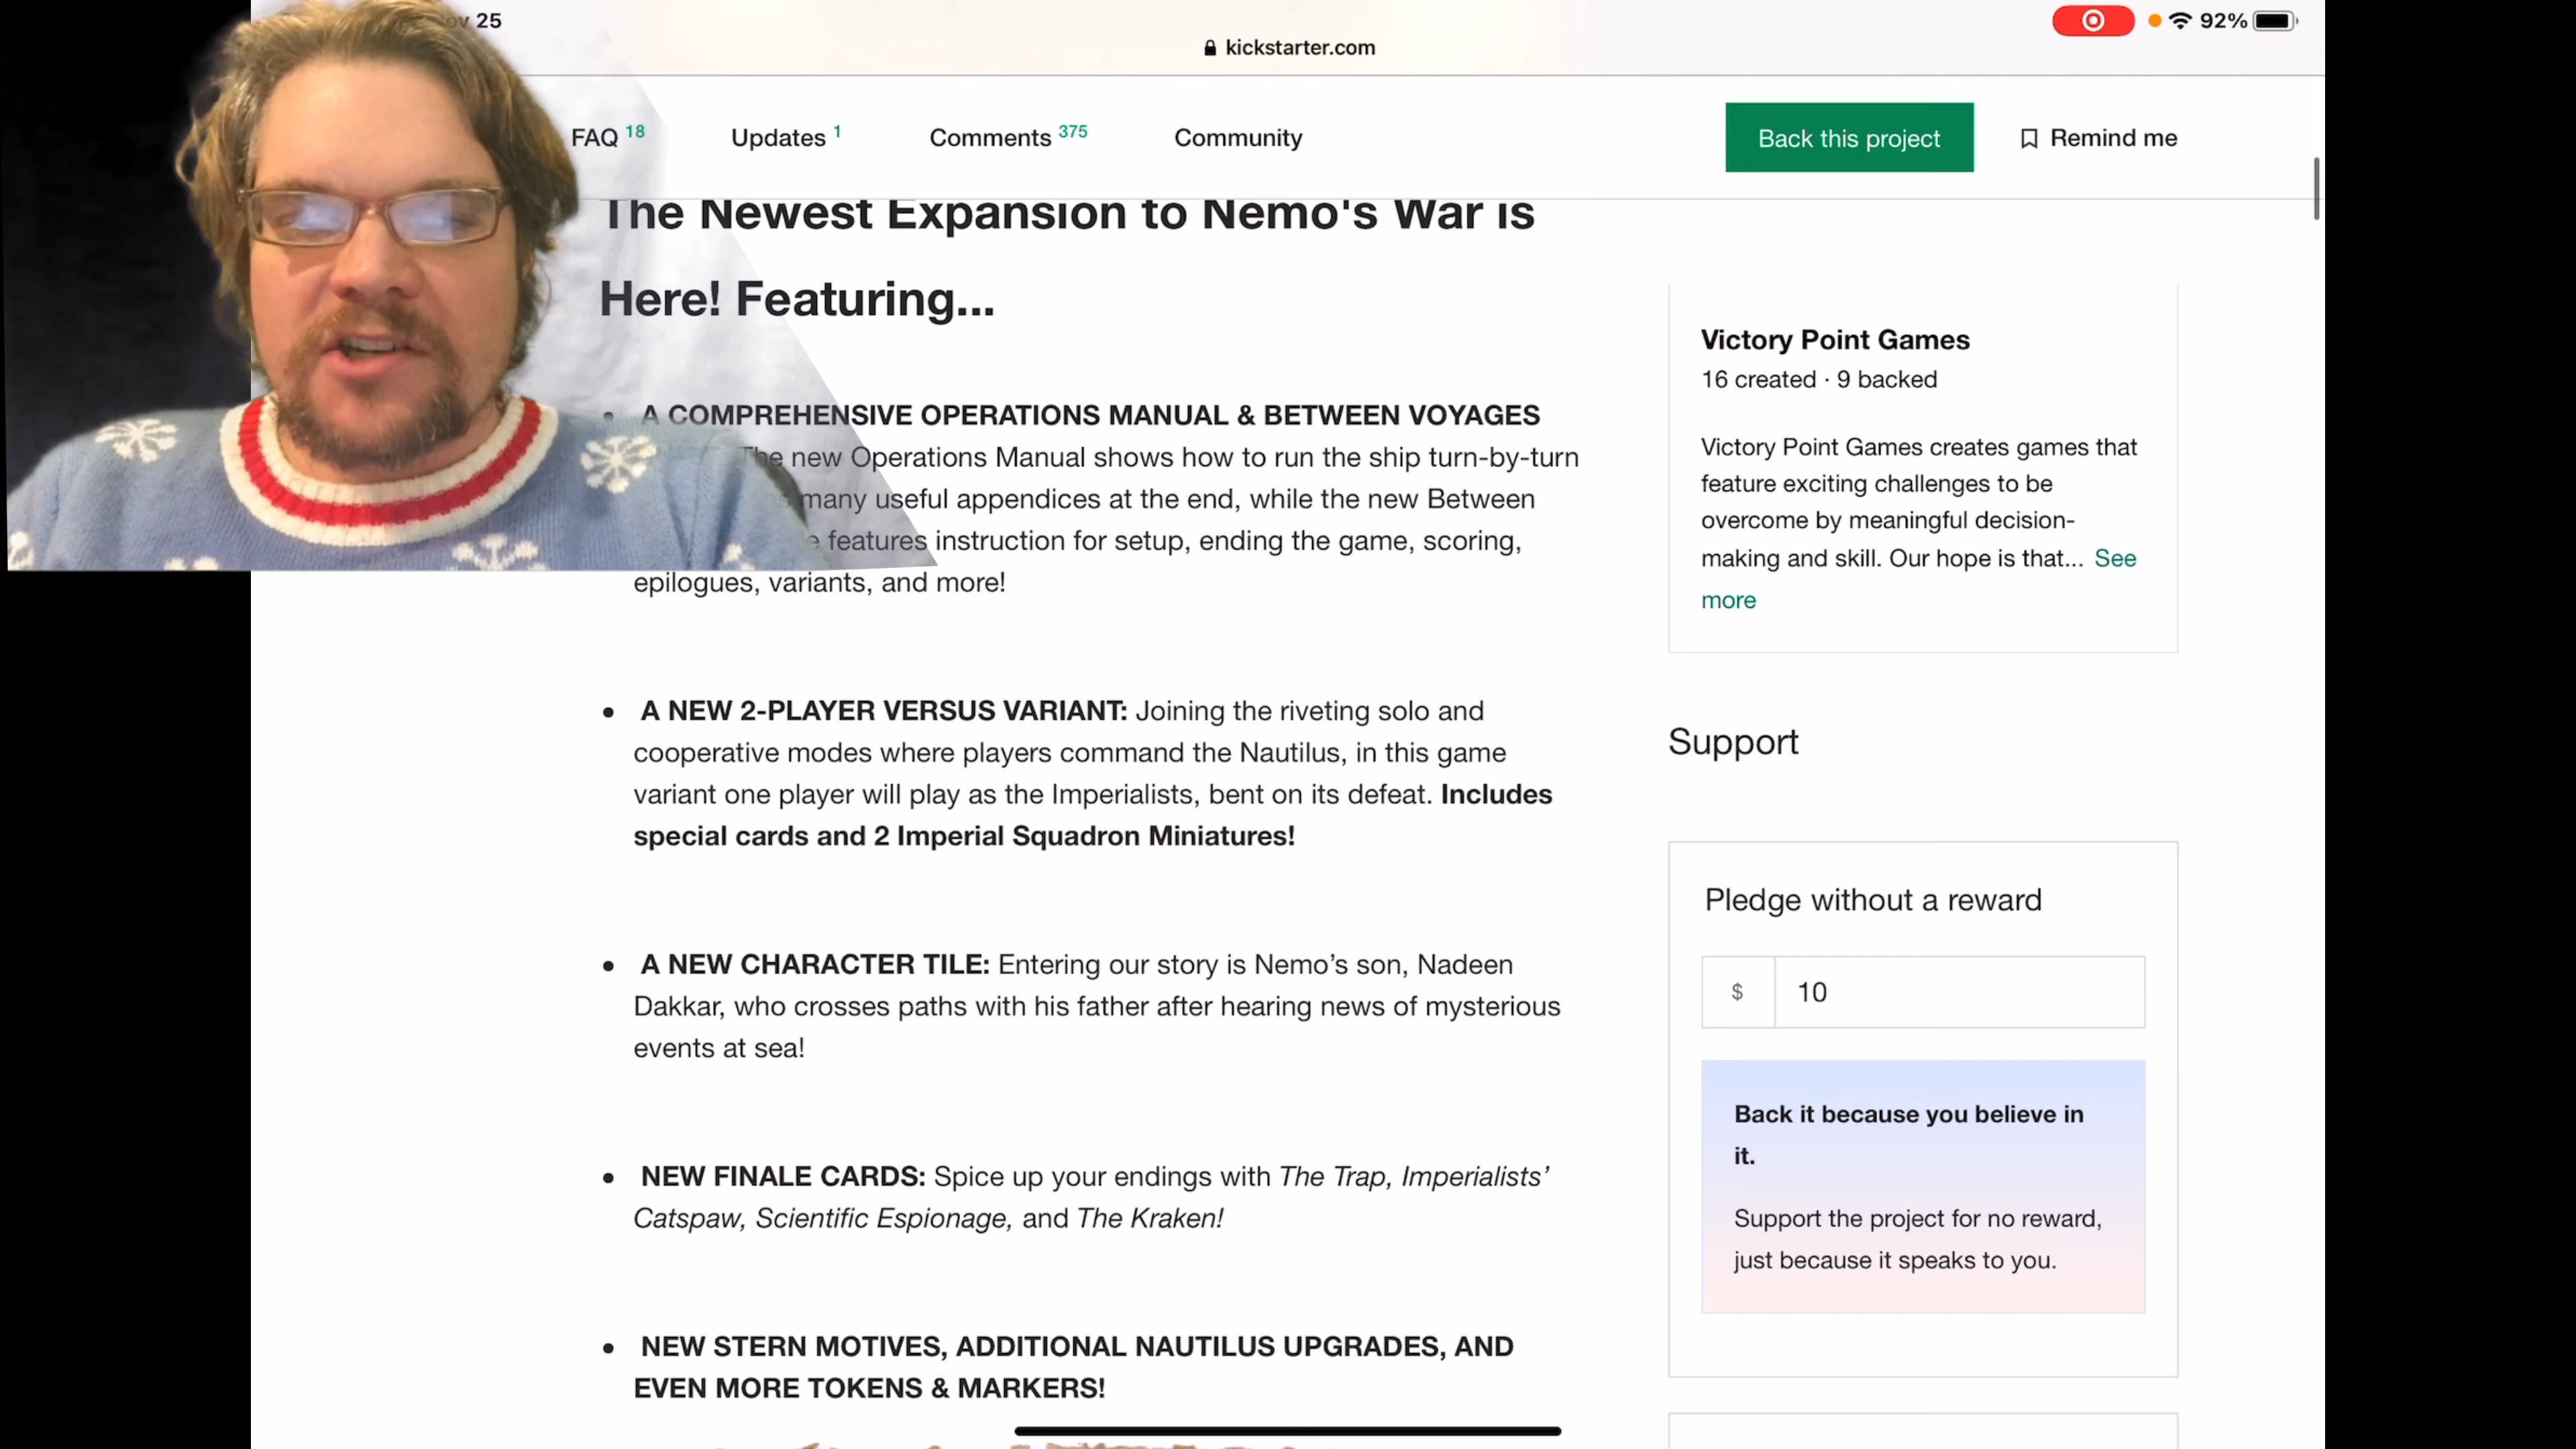 ov 25
92%
kickstarter.com
FAQ 18
Updates 1
Comments 375
Community
Back this project
Remind me
The Newest Expansion to Nemo's War is
Here! Featuring...
• A COMPREHENSIVE OPERATIONS MANUAL & BETWEEN VOYAGES
The new Operations Manual shows how to run the ship turn-by-turn
many useful appendices at the end, while the new Between
features instruction for setup, ending the game, scoring,
epilogues, variants, and more!
• A NEW 2-PLAYER VERSUS VARIANT: Joining the riveting solo and
cooperative modes where players command the Nautilus, in this game
variant one player will play as the Imperialists, bent on its defeat. Includes
special cards and 2 Imperial Squadron Miniatures!
• A NEW CHARACTER TILE: Entering our story is Nemo’s son, Nadeen
Dakkar, who crosses paths with his father after hearing news of mysterious
events at sea!
• NEW FINALE CARDS: Spice up your endings with The Trap, Imperialists’
Catspaw, Scientific Espionage, and The Kraken!
• NEW STERN MOTIVES, ADDITIONAL NAUTILUS UPGRADES, AND
EVEN MORE TOKENS & MARKERS!
Victory Point Games
16 created · 9 backed
Victory Point Games creates games that
feature exciting challenges to be
overcome by meaningful decision-
making and skill. Our hope is that... See
more
Support
Pledge without a reward
$ 10
Back it because you believe in
it.
Support the project for no reward,
just because it speaks to you.